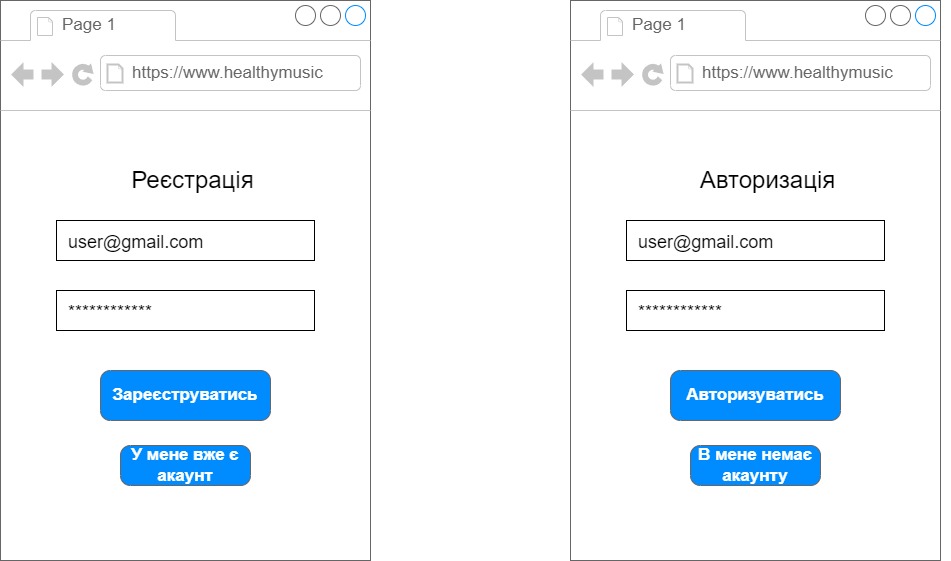 Page 1
https://www.healthymusic
Реєстрація
user@gmail.com
************
Зареєструватись
У мене вже є
акаунт
Page 1
https://www.healthymusic
Авторизація
user@gmail.com
************
Авторизуватись
В мене немає
акаунту